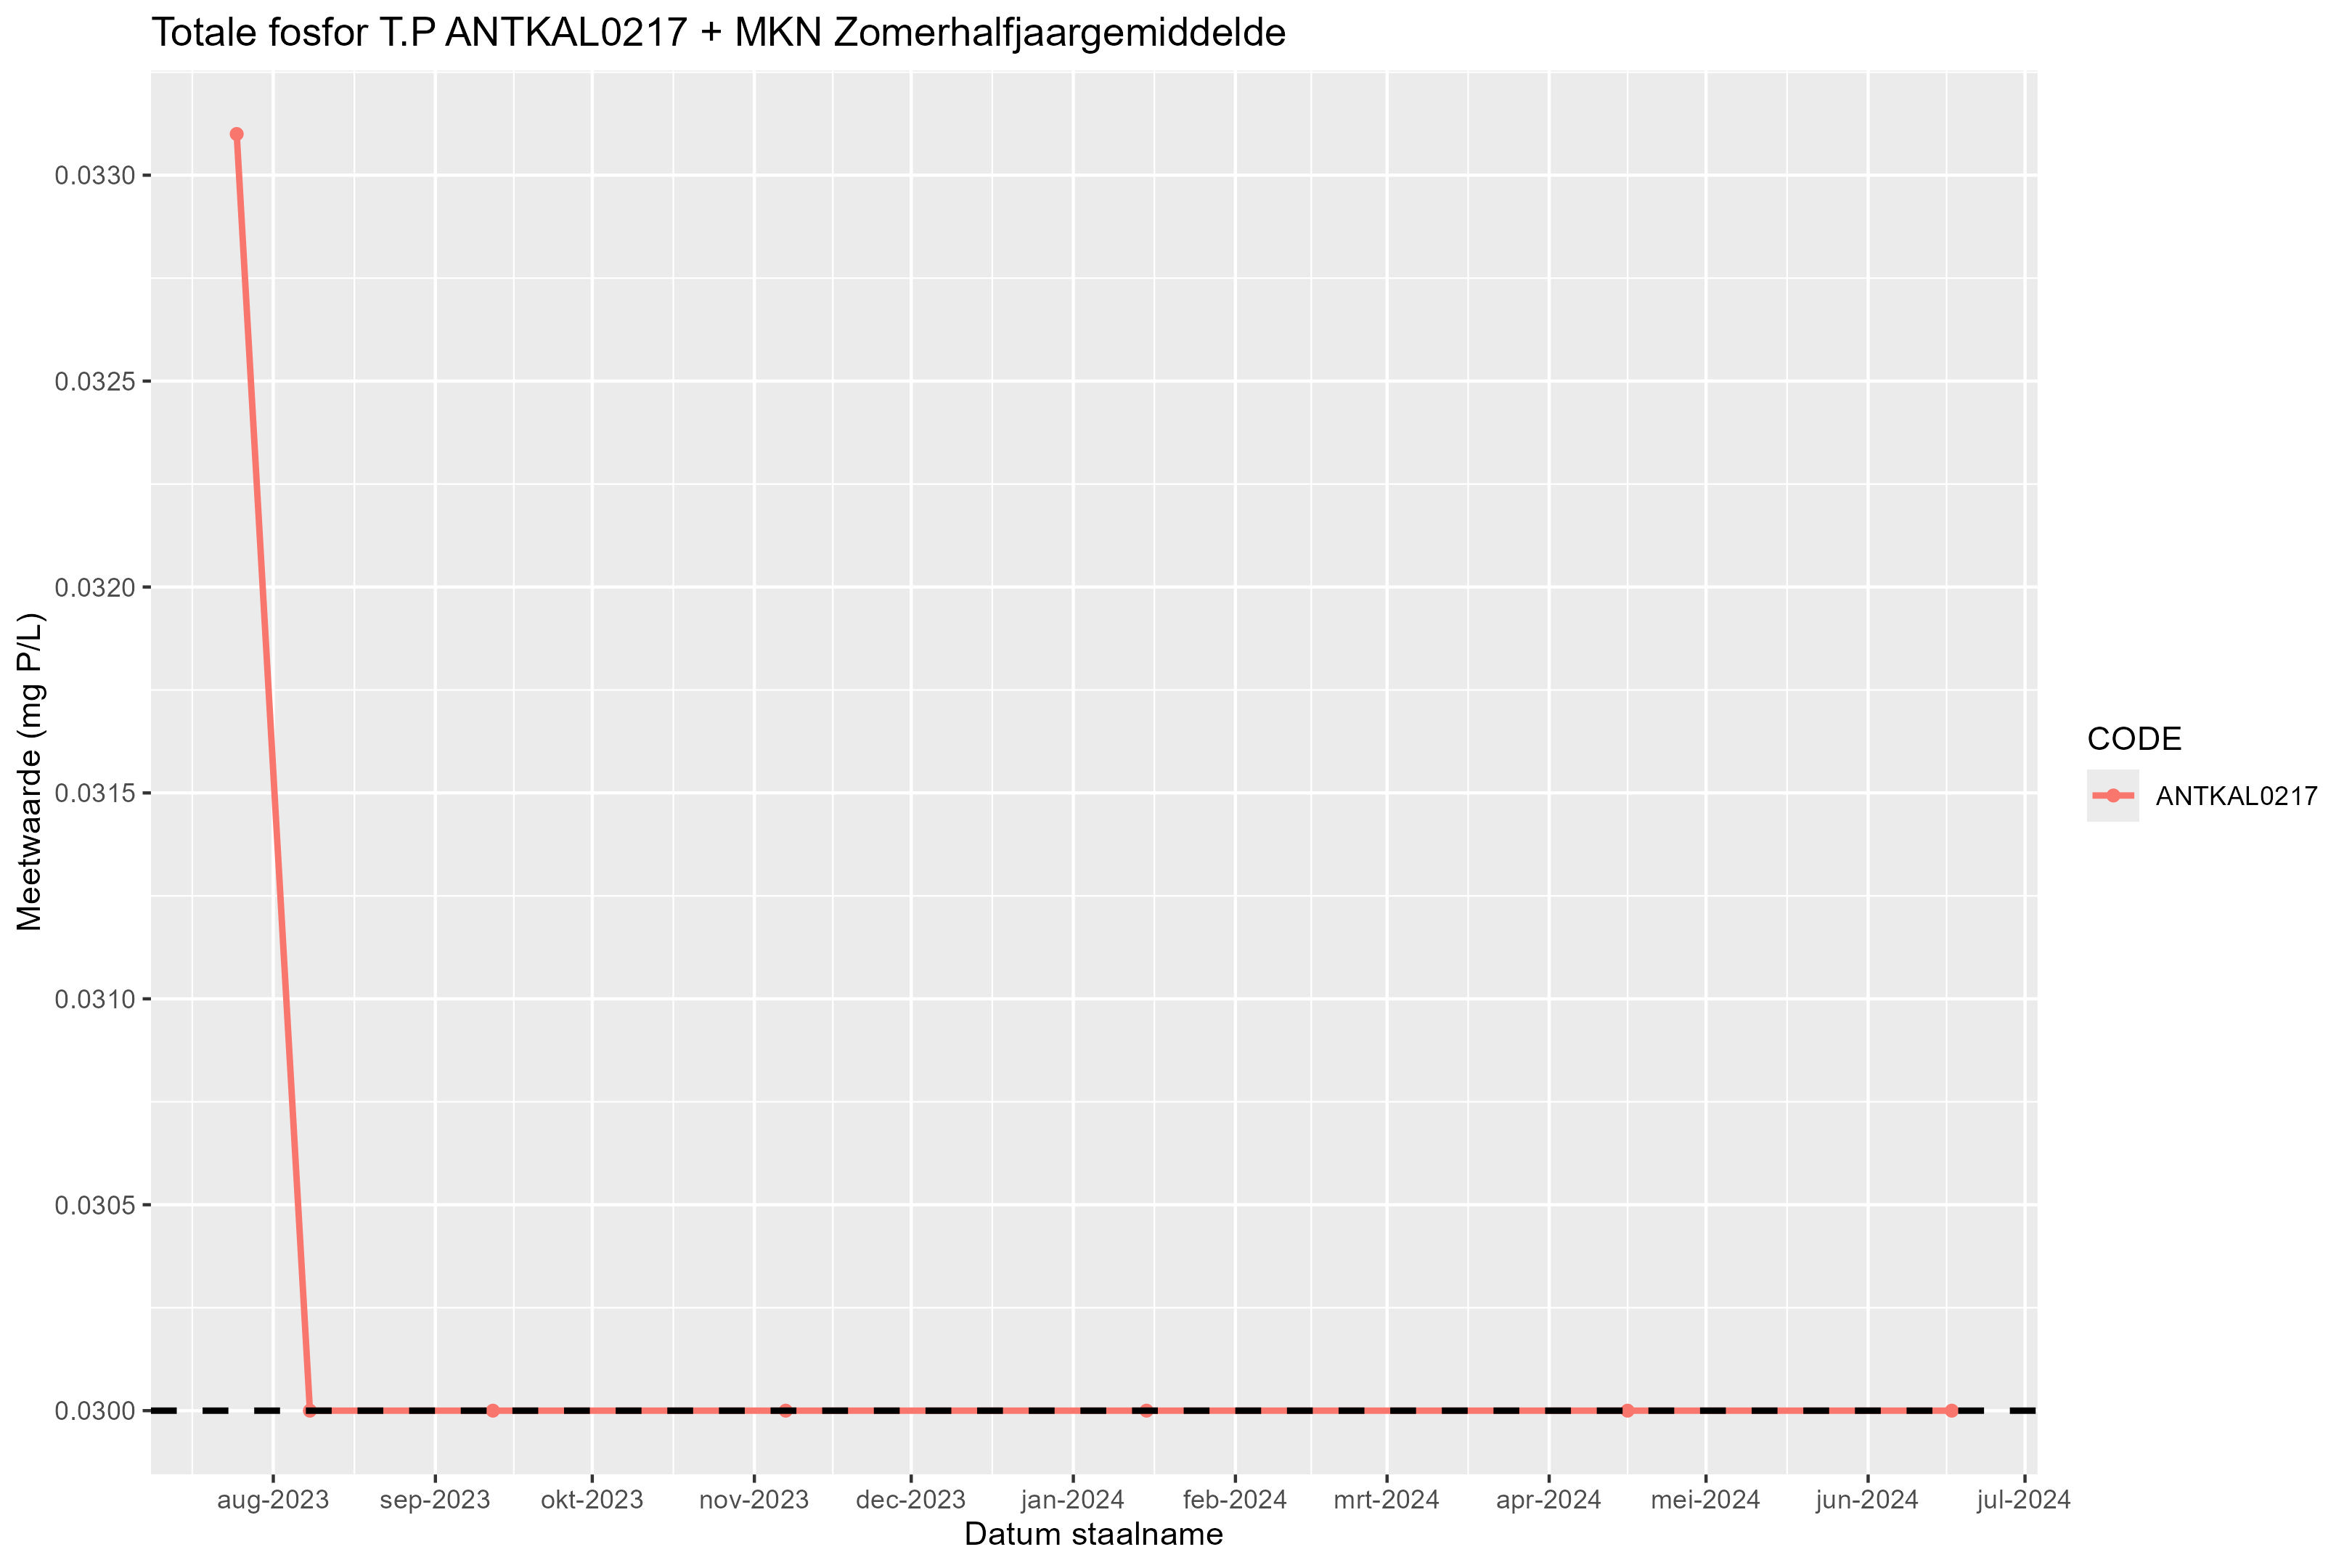 Totale fosfor T.P ANTKAL0217 + MKN Zomerhalfjaargemiddelde
Meetwaarde (mg P/L)
0.0330
0.0325
0.0320
0.0315
0.0310
0.0305
0.0300
aug-2023 sep-2023 okt-2023 nov-2023 dec-2023 jan-2024 feb-2024 mrt-2024 apr-2024 mei-2024 jun-2024 jul-2024
Datum staalname
CODE
ANTKAL0217